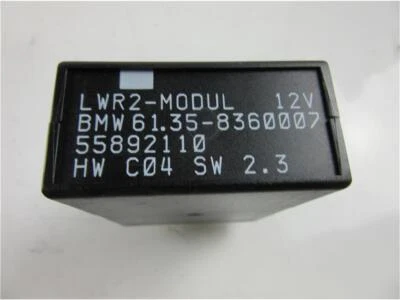 LWR2-MODUL 12V
BMW 61.35-8360007
55892110
HW C04 SW 2.3